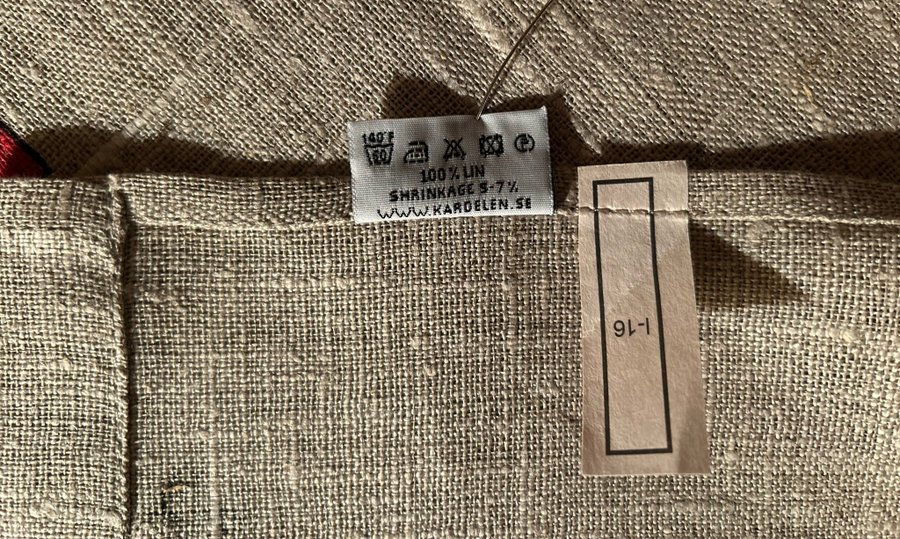 140°F
60
P
100% LIN
SHRINKAGE 5-7%
WWW.KARDELEN.SE
I-16